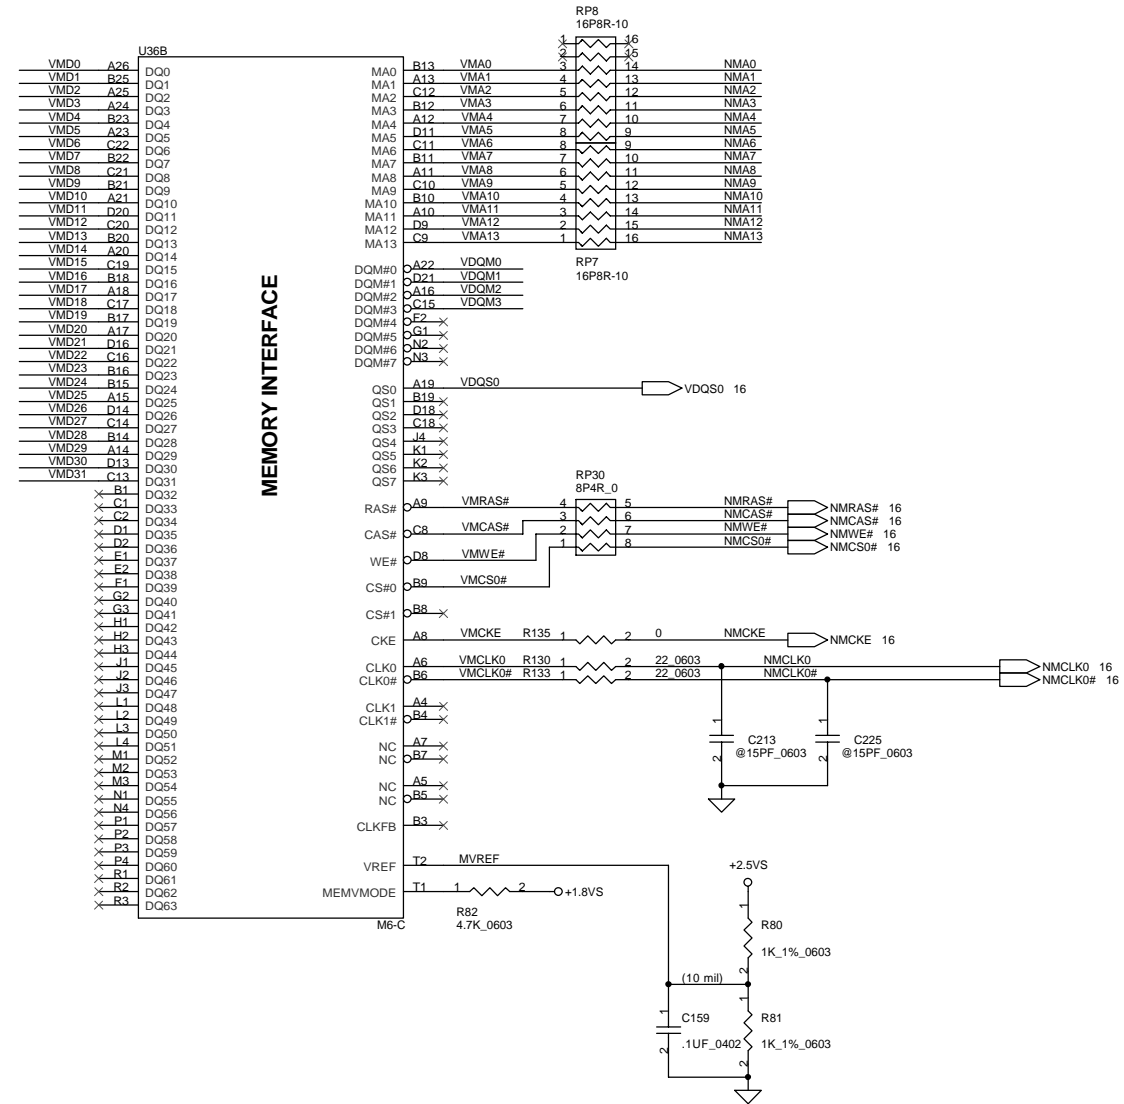 RP8
16P8R-10
1 16
2 15
U36B
VMD0 A26 DQ0 MA0 B13 VMA0 3 14 NMA0
VMD1 B25 DQ1 MA1 A13 VMA1 4 13 NMA1
VMD2 A25 DQ2 MA2 C12 VMA2 5 12 NMA2
VMD3 A24 DQ3 MA3 B12 VMA3 6 11 NMA3
VMD4 B23 DQ4 MA4 A12 VMA4 7 10 NMA4
VMD5 A23 DQ5 MA5 D11 VMA5 8 9 NMA5
VMD6 C22 DQ6 MA6 C11 VMA6 8 9 NMA6
VMD7 B22 DQ7 MA7 B11 VMA7 7 10 NMA7
VMD8 C21 DQ8 MA8 A11 VMA8 6 11 NMA8
VMD9 B21 DQ9 MA9 C10 VMA9 5 12 NMA9
VMD10 A21 DQ10 MA10 B10 VMA10 4 13 NMA10
VMD11 D20 DQ11 MA11 A10 VMA11 3 14 NMA11
VMD12 C20 DQ12 MA12 D9 VMA12 2 15 NMA12
VMD13 B20 DQ13 MA13 C9 VMA13 1 16 NMA13
VMD14 A20 DQ14
RP7
16P8R-10
VMD15 C19 DQ15 DQM#0 A22 VDQM0
VMD16 B18 DQ16 DQM#1 D21 VDQM1
VMD17 A18 DQ17 DQM#2 A16 VDQM2
VMD18 C17 DQ18 DQM#3 C15 VDQM3
VMD19 B17 DQ19 DQM#4 F2
VMD20 A17 DQ20 DQM#5 G1
VMD21 D16 DQ21 DQM#6 N2
VMD22 C16 DQ22 DQM#7 N3
VMD23 B16 DQ23
VMD24 B15 DQ24 QS0 A19 VDQS0 VDQS0 16
VMD25 A15 DQ25 QS1 B19
VMD26 D14 DQ26 QS2 D18
VMD27 C14 DQ27 QS3 C18
VMD28 B14 DQ28 QS4 J4
VMD29 A14 DQ29 QS5 K1
VMD30 D13 DQ30 QS6 K2
VMD31 C13 DQ31 QS7 K3
MEMORY INTERFACE
RP30
8P4R_0
B1 DQ32
C1 DQ33 RAS# A9 VMRAS# 4 5 NMRAS# NMRAS# 16
C2 DQ34 3 6 NMCAS# NMCAS# 16
D1 DQ35 CAS# C8 VMCAS# 2 7 NMWE# NMWE# 16
D2 DQ36 1 8 NMCS0# NMCS0# 16
E1 DQ37 WE# D8 VMWE#
E2 DQ38
F1 DQ39 CS#0 B9 VMCS0#
G2 DQ40
G3 DQ41 CS#1 B8
H1 DQ42
H2 DQ43 CKE A8 VMCKE R135 1 2 0 NMCKE NMCKE 16
H3 DQ44
J1 DQ45 CLK0 A6 VMCLK0 R130 1 2 22_0603 NMCLK0 NMCLK0 16
J2 DQ46 CLK0# B6 VMCLK0# R133 1 2 22_0603 NMCLK0# NMCLK0# 16
J3 DQ47
L1 DQ48 CLK1 A4
L2 DQ49 CLK1# B4
L3 DQ50
L4 DQ51 NC A7
M1 DQ52 NC B7
M2 DQ53
M3 DQ54 NC A5
N1 DQ55 NC B5
N4 DQ56
P1 DQ57 CLKFB B3
P2 DQ58
P3 DQ59
P4 DQ60 VREF T2 MVREF
R1 DQ61
R2 DQ62 MEMVMODE T1 1 2 +1.8VS
R3 DQ63
M6-C
R82
4.7K_0603
1 1
C213 C225
@15PF_0603 @15PF_0603
2 2
+2.5VS
1
R80
1K_1%_0603
2
(10 mil)
1 1
C159 R81
.1UF_0402 1K_1%_0603
2 2